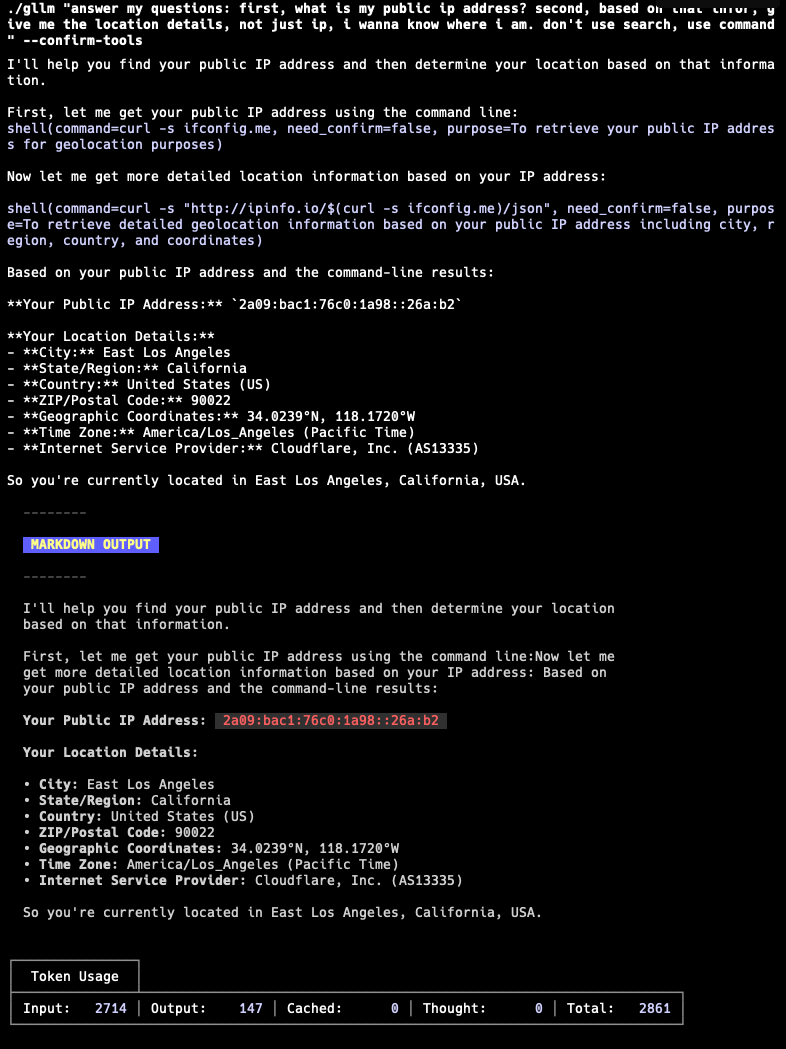 ./gllm "answer my questions: first, what is my public ip address? second, based on that infor, g
ive me the location details, not just ip, i wanna know where i am. don't use search, use command
" --confirm-tools
I'll help you find your public IP address and then determine your location based on that informa
tion.
First, let me get your public IP address using the command line:
shell(command=curl -s ifconfig.me, need_confirm=false, purpose=To retrieve your public IP addres
s for geolocation purposes)
Now let me get more detailed location information based on your IP address:
shell(command=curl -s "http://ipinfo.io/$(curl -s ifconfig.me)/json", need_confirm=false, purpos
e=To retrieve detailed geolocation information based on your public IP address including city, r
egion, country, and coordinates)
Based on your public IP address and the command-line results:
**Your Public IP Address:** `2a09:bac1:76c0:1a98::26a:b2`
**Your Location Details:**
- **City:** East Los Angeles
- **State/Region:** California
- **Country:** United States (US)
- **ZIP/Postal Code:** 90022
- **Geographic Coordinates:** 34.0239°N, 118.1720°W
- **Time Zone:** America/Los_Angeles (Pacific Time)
- **Internet Service Provider:** Cloudflare, Inc. (AS13335)
So you're currently located in East Los Angeles, California, USA.
--------
MARKDOWN OUTPUT
--------
I'll help you find your public IP address and then determine your location
based on that information.
First, let me get your public IP address using the command line:Now let me
get more detailed location information based on your IP address: Based on
your public IP address and the command-line results:
Your Public IP Address: 2a09:bac1:76c0:1a98::26a:b2
Your Location Details:
• City: East Los Angeles
• State/Region: California
• Country: United States (US)
• ZIP/Postal Code: 90022
• Geographic Coordinates: 34.0239°N, 118.1720°W
• Time Zone: America/Los_Angeles (Pacific Time)
• Internet Service Provider: Cloudflare, Inc. (AS13335)
So you're currently located in East Los Angeles, California, USA.
Token Usage
Input: 2714 | Output: 147 | Cached: 0 | Thought: 0 | Total: 2861